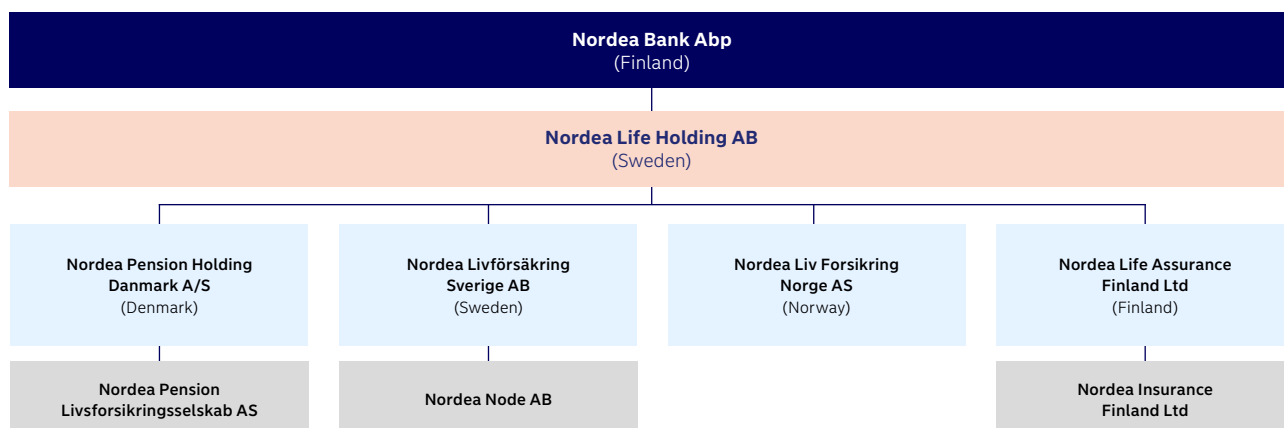 Nordea Bank Abp
(Finland)
Nordea Life Holding AB
(Sweden)
Nordea Pension Holding
Danmark A/S
(Denmark)
Nordea Livförsäkring
Sverige AB
(Sweden)
Nordea Liv Forsikring
Norge AS
(Norway)
Nordea Life Assurance
Finland Ltd
(Finland)
Nordea Pension
Livsforsikringsselskab AS
Nordea Node AB
Nordea Insurance
Finland Ltd